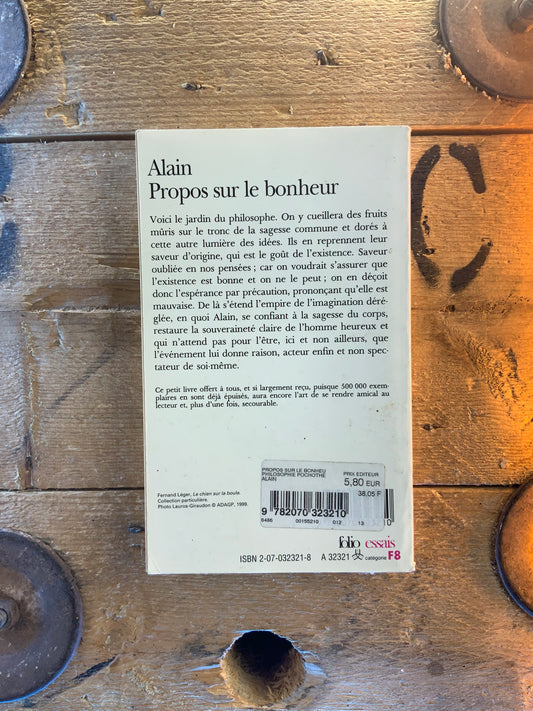 Alain
Propos sur le bonheur
Voici le jardin du philosophe. On y cueillera des fruits
mûris sur le tronc de la sagesse commune et dorés à
cette autre lumière des idées. Ils en reprennent leur
saveur d'origine, qui est le goût de l'existence. Saveur
oubliée en nos pensées ; car on voudrait s'assurer que
l'existence est bonne et on ne le peut ; on en déçoit
donc l'espérance par précaution, prononçant qu'elle est
mauvaise. De là s'étend l'empire de l'imagination déré-
glée, en quoi Alain, se confiant à la sagesse du corps,
restaure la souveraineté claire de l'homme heureux et
qui n'attend pas pour l'être, ici et non ailleurs, que
l'événement lui donne raison, acteur enfin et non spec-
tateur de soi-même.
Ce petit livre offert à tous, et si largement reçu, puisque 500 000 exem-
plaires en sont déjà épuisés, aura encore l'art de se rendre amical au
lecteur et, plus d'une fois, secourable.
Fernand Léger, Le chien sur la boule.
Collection particulière.
Photo Lauros-Giraudon © ADAGP, 1999.
PROPOS SUR LE BONHEU
PHILOSOPHIE POCHOTHE
ALAIN
PRIX EDITEUR
5,80 EUR
38.05 F
9 782070 323210
6486 00155210 012 13
folio essais
ISBN 2-07-032321-8 A 32321 catégorie F8